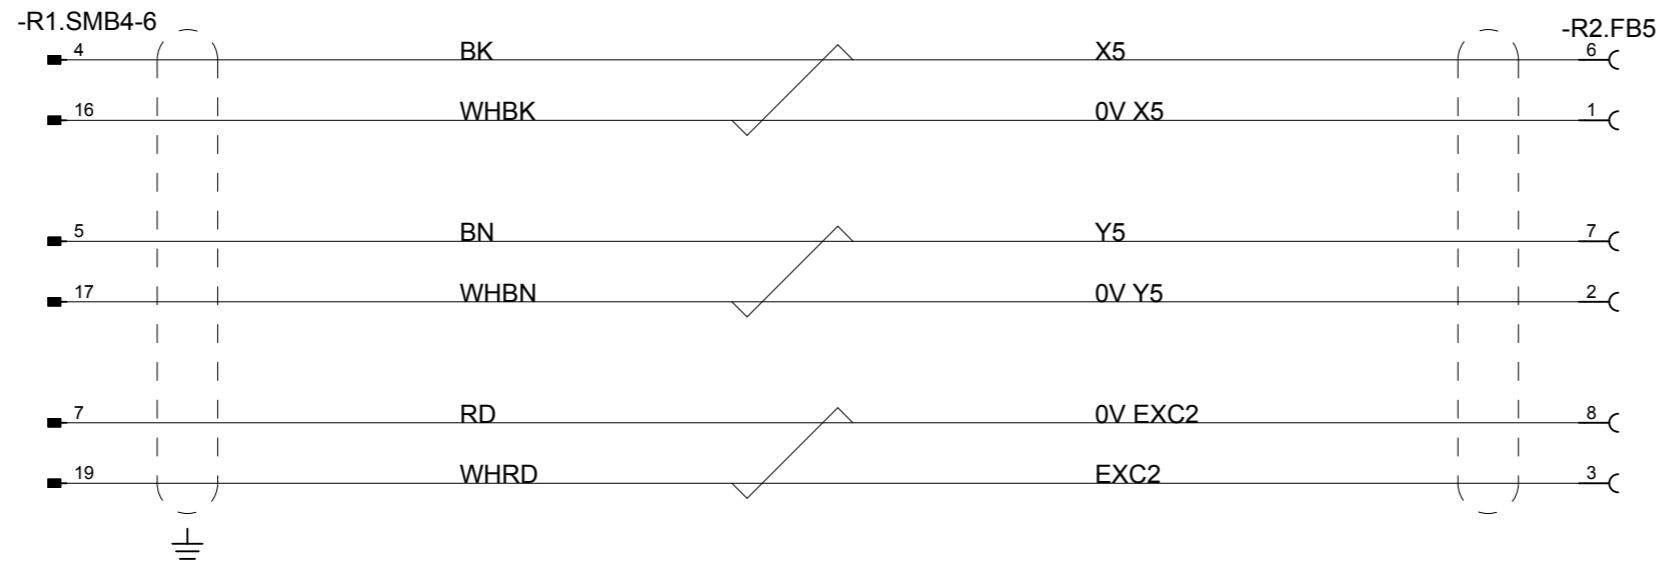 -R1.SMB4-6
-R2.FB5
4 BK X5 6
16 WHBK 0V X5 1
5 BN Y5 7
17 WHBN 0V Y5 2
7 RD 0V EXC2 8
19 WHRD EXC2 3